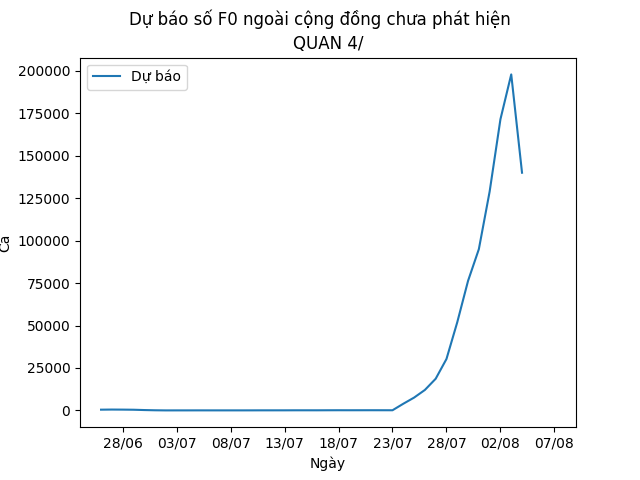 Dự báo số F0 ngoài cộng đồng chưa phát hiện
QUAN 4/
Dự báo
200000
175000
150000
125000
100000
75000
50000
25000
0
Ca
28/06 03/07 08/07 13/07 18/07 23/07 28/07 02/08 07/08
Ngày